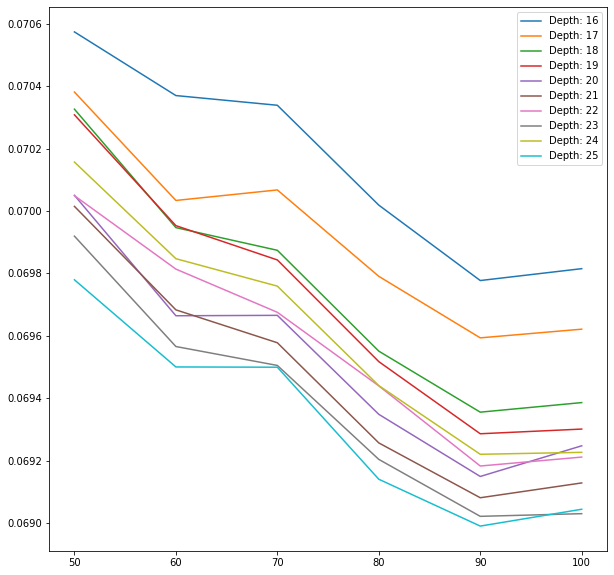 0.0706
0.0704
0.0702
0.0700
0.0698
0.0696
0.0694
0.0692
0.0690
50
60
70
80
90
100
Depth: 16
Depth: 17
Depth: 18
Depth: 19
Depth: 20
Depth: 21
Depth: 22
Depth: 23
Depth: 24
Depth: 25